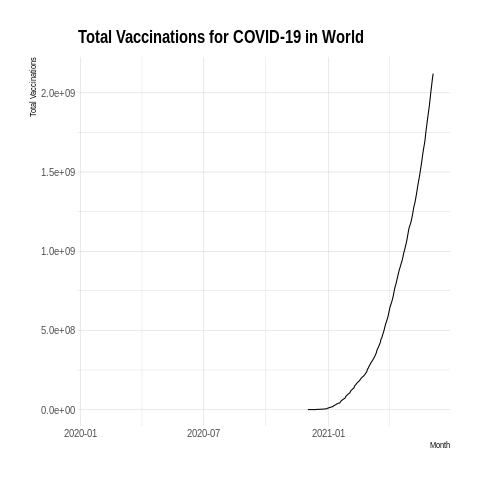 Total Vaccinations for COVID-19 in World
Total Vaccinations
2.0e+09
1.5e+09
1.0e+09
5.0e+08
0.0e+00
2020-01 2020-07 2021-01
Month